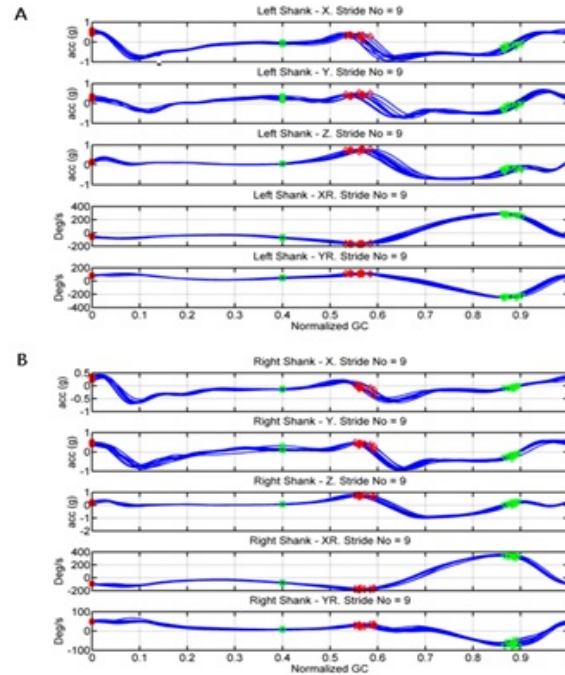 A
Left Shank - X. Stride No = 9
acc (g)
1
0
-1
Left Shank - Y. Stride No = 9
acc (g)
1
0
-1
Left Shank - Z. Stride No = 9
acc (g)
1
0
-1
Left Shank - XR. Stride No = 9
Deg/s
400
200
0
-200
Left Shank - YR. Stride No = 9
Deg/s
200
0
-200
-400
0 0.1 0.2 0.3 0.4 0.5 0.6 0.7 0.8 0.9 1
Normalized GC
B
Right Shank - X. Stride No = 9
acc (g)
0.5
0
-0.5
-1
Right Shank - Y. Stride No = 9
acc (g)
1
0
-1
Right Shank - Z. Stride No = 9
acc (g)
1
0
-1
-2
Right Shank - XR. Stride No = 9
Deg/s
400
200
0
-200
Right Shank - YR. Stride No = 9
Deg/s
100
0
-100
0 0.1 0.2 0.3 0.4 0.5 0.6 0.7 0.8 0.9 1
Normalized GC